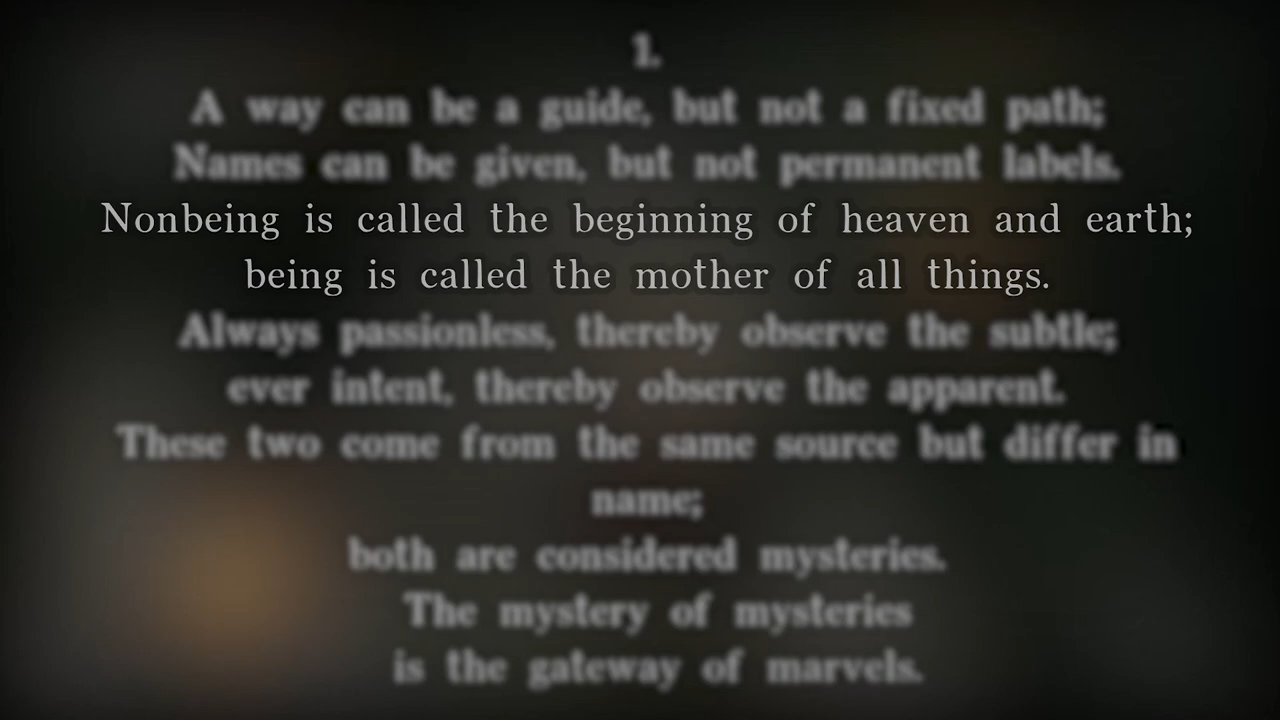 1.
A way can be a guide, but not a fixed path;
Names can be given, but not permanent labels.
Nonbeing is called the beginning of heaven and earth;
being is called the mother of all things.
Always passionless, thereby observe the subtle;
ever intent, thereby observe the apparent.
These two come from the same source but differ in
name;
both are considered mysteries.
The mystery of mysteries
is the gateway of marvels.